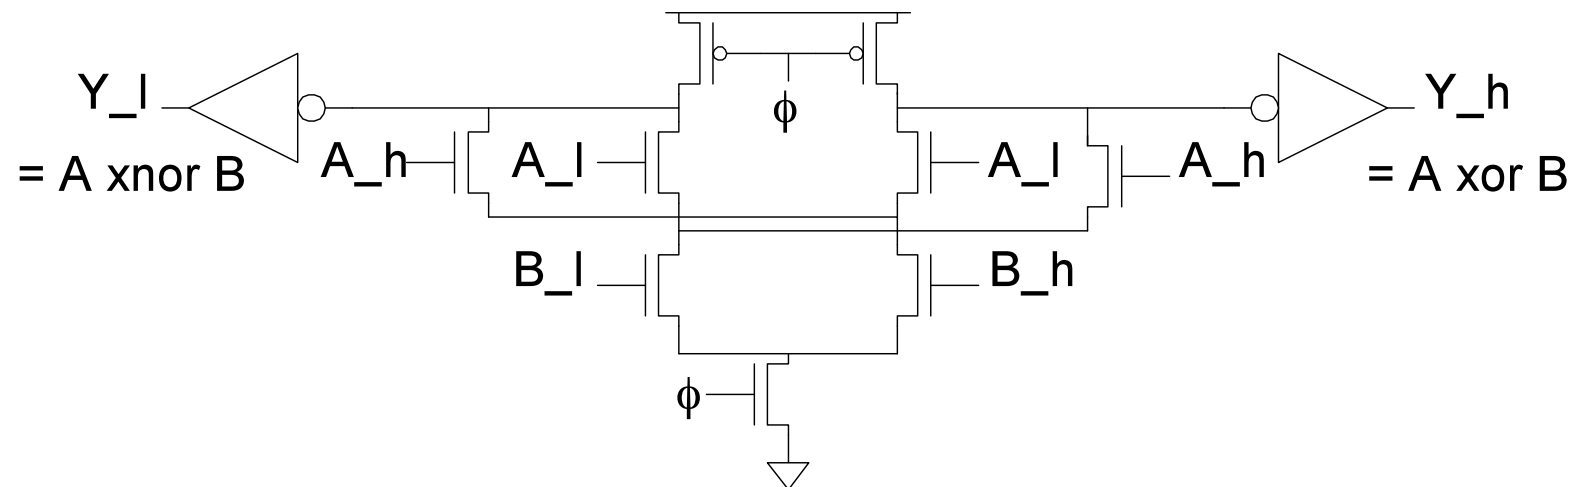 Y_l
= A xnor B
A_h
A_l
ϕ
A_l
A_h
Y_h
= A xor B
B_l
B_h
ϕ